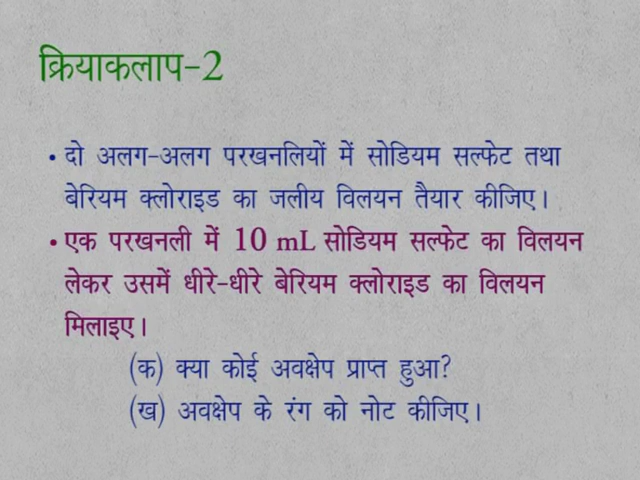 क्रियाकलाप-2
• दो अलग-अलग परखनलियों में सोडियम सल्फेट तथा
बेरियम क्लोराइड का जलीय विलयन तैयार कीजिए।
• एक परखनली में 10 mL सोडियम सल्फेट का विलयन
लेकर उसमें धीरे-धीरे बेरियम क्लोराइड का विलयन
मिलाइए।
(क) क्या कोई अवक्षेप प्राप्त हुआ?
(ख) अवक्षेप के रंग को नोट कीजिए।